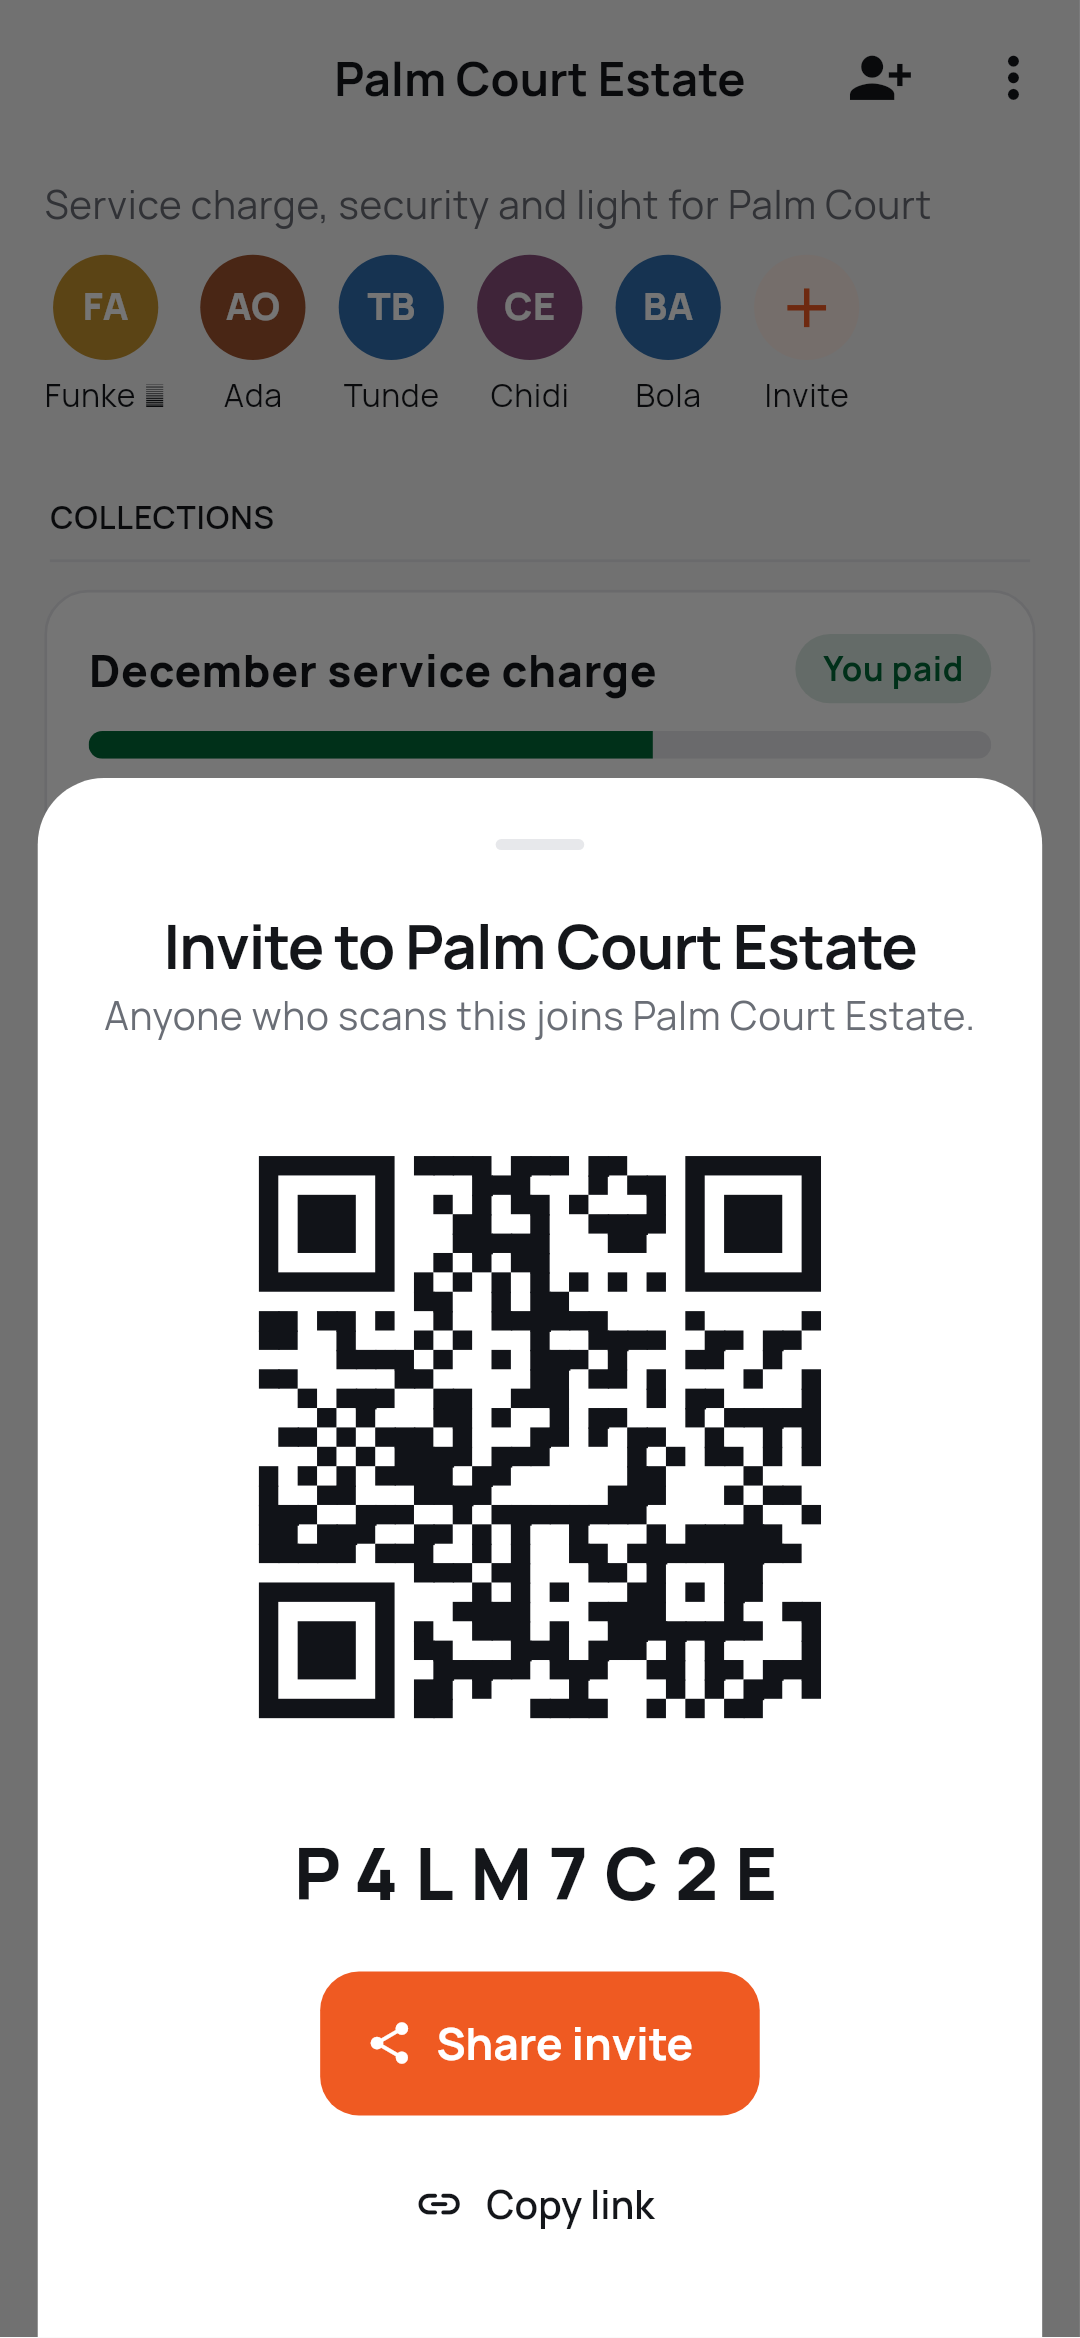 Palm Court Estate
Service charge, security and light for Palm Court
FA AO TB CE BA
Funke Ada Tunde Chidi Bola Invite
COLLECTIONS
December service charge You paid
Invite to Palm Court Estate
Anyone who scans this joins Palm Court Estate.
P4LM7C2E
Share invite
Copy link